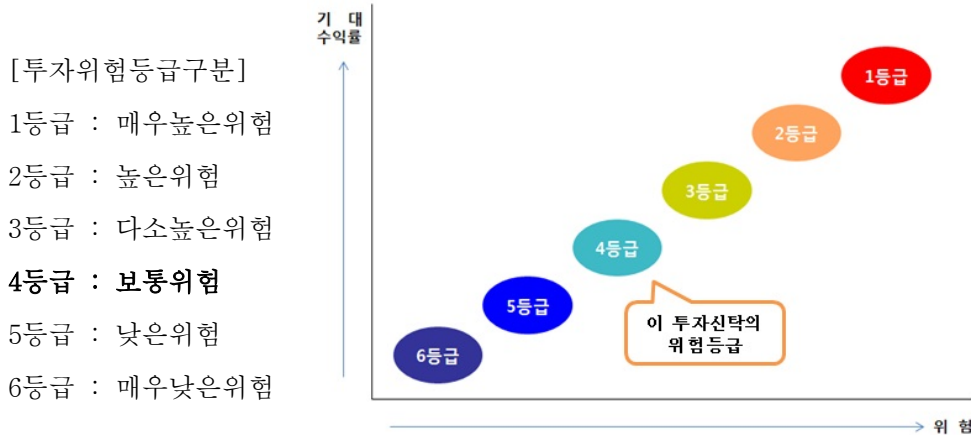 [투자위험등급구분]
1등급 : 매우높은위험
2등급 : 높은위험
3등급 : 다소높은위험
4등급 : 보통위험
5등급 : 낮은위험
6등급 : 매우낮은위험
기 대
수익률
1등급
2등급
3등급
4등급
5등급
6등급
이 투자신탁의
위험등급
위 험